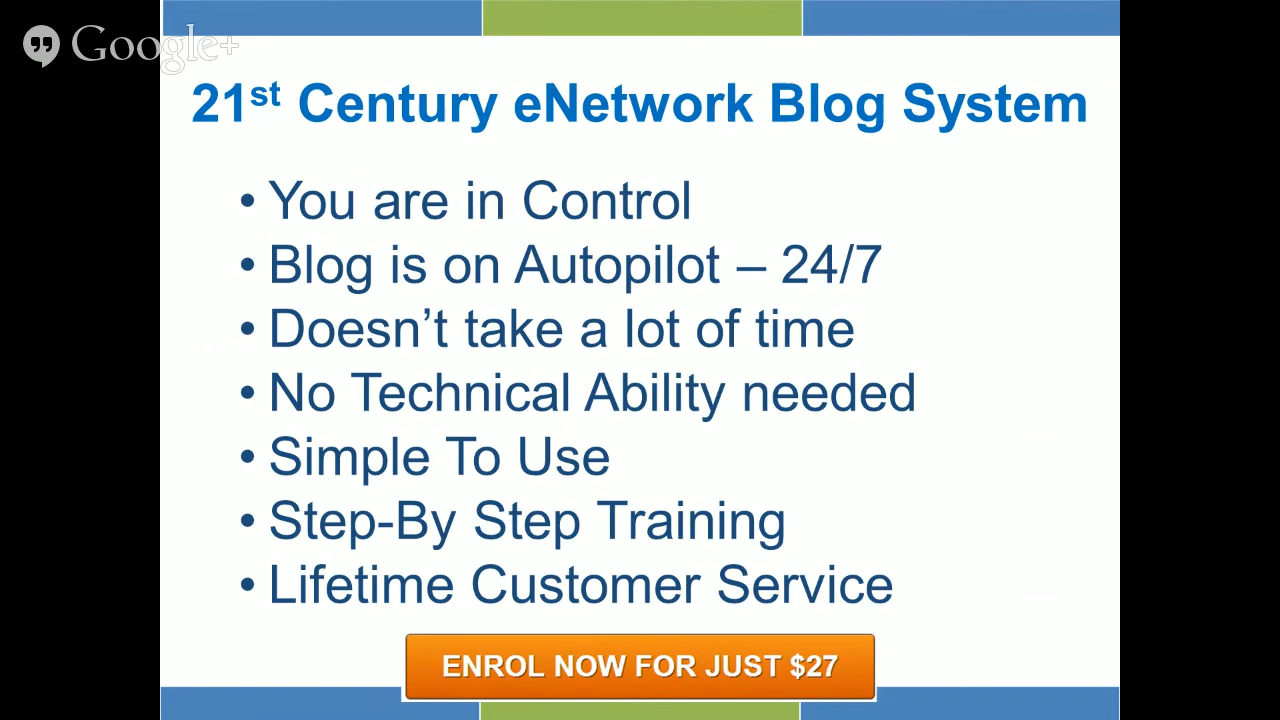 Google+
21st Century eNetwork Blog System
• You are in Control
• Blog is on Autopilot – 24/7
• Doesn’t take a lot of time
• No Technical Ability needed
• Simple To Use
• Step-By Step Training
• Lifetime Customer Service
ENROL NOW FOR JUST $27